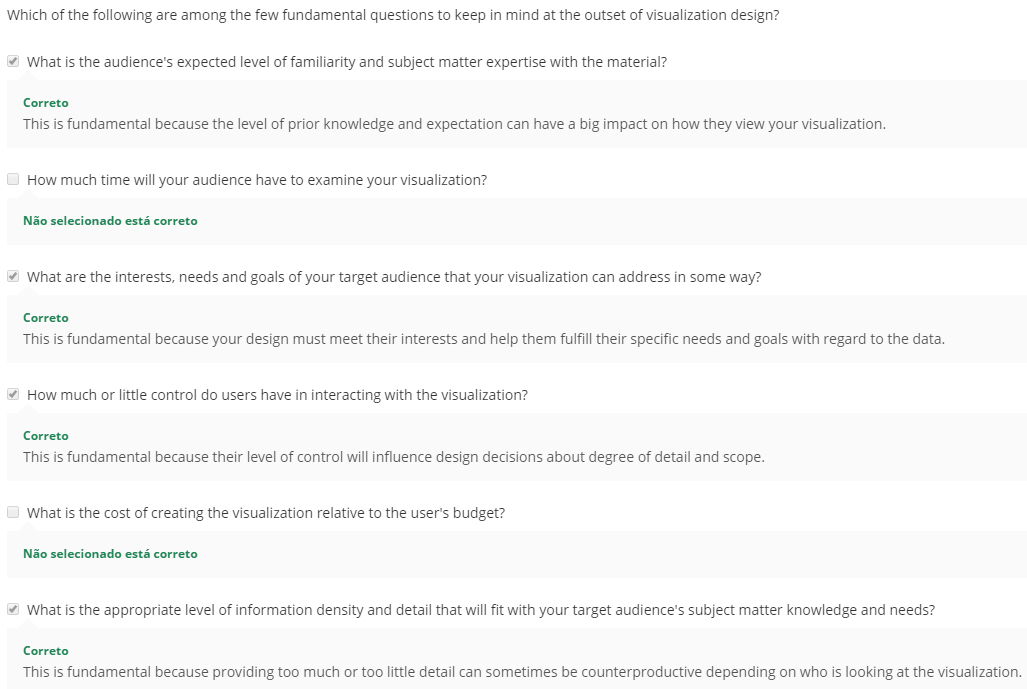 Which of the following are among the few fundamental questions to keep in mind at the outset of visualization design?
What is the audience's expected level of familiarity and subject matter expertise with the material?
Correto
This is fundamental because the level of prior knowledge and expectation can have a big impact on how they view your visualization.
How much time will your audience have to examine your visualization?
Não selecionado está correto
What are the interests, needs and goals of your target audience that your visualization can address in some way?
Correto
This is fundamental because your design must meet their interests and help them fulfill their specific needs and goals with regard to the data.
How much or little control do users have in interacting with the visualization?
Correto
This is fundamental because their level of control will influence design decisions about degree of detail and scope.
What is the cost of creating the visualization relative to the user's budget?
Não selecionado está correto
What is the appropriate level of information density and detail that will fit with your target audience's subject matter knowledge and needs?
Correto
This is fundamental because providing too much or too little detail can sometimes be counterproductive depending on who is looking at the visualization.